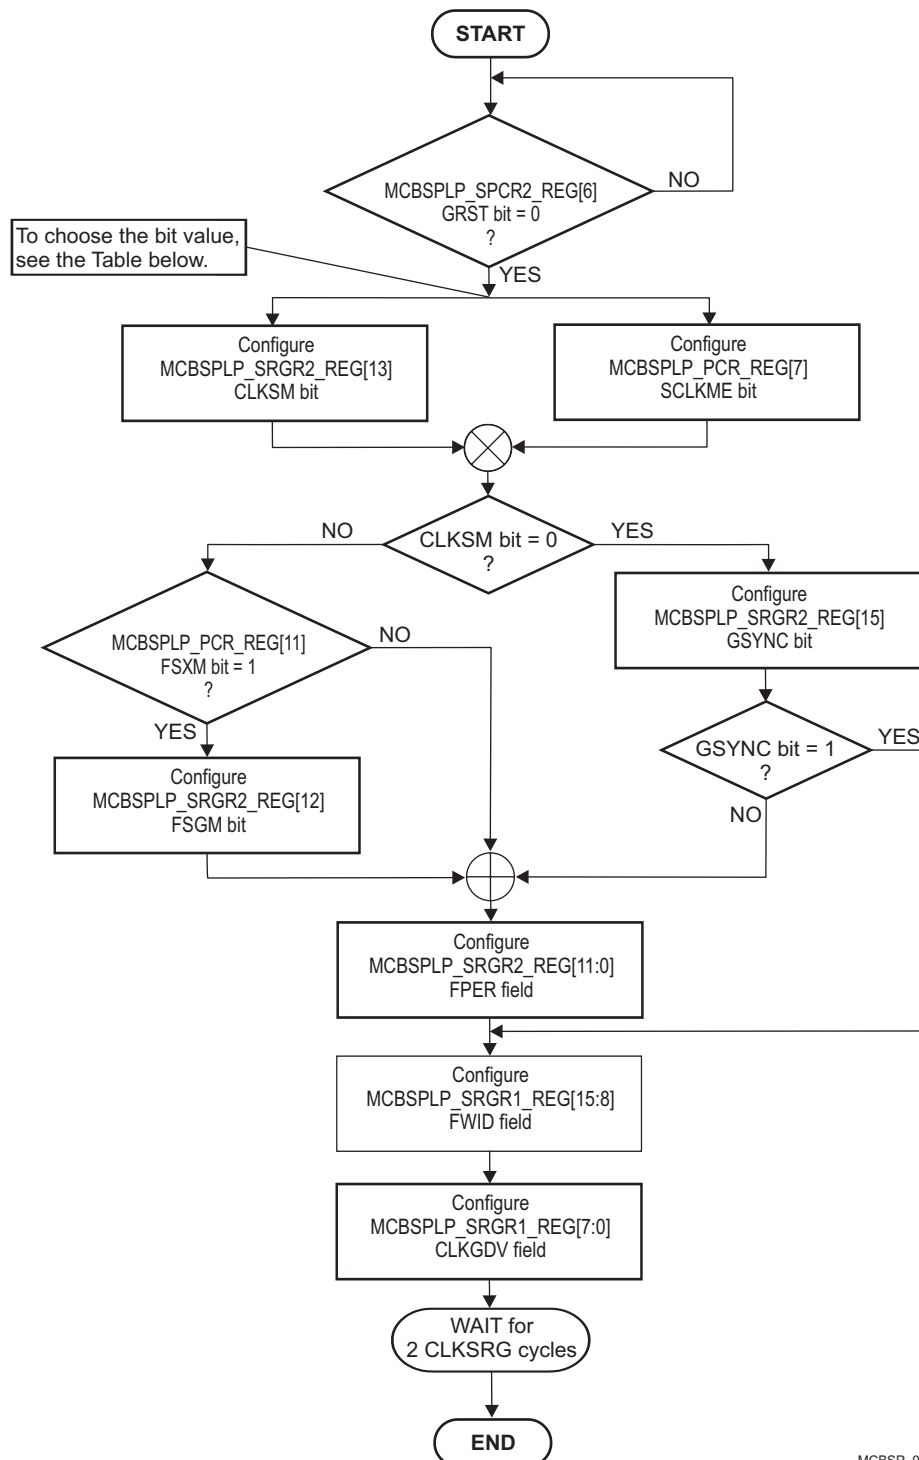 START
MCBSPLP_SPCR2_REG[6]
GRST bit = 0
?
NO
To choose the bit value,
see the Table below.
YES
Configure
MCBSPLP_SRGR2_REG[13]
CLKSM bit
Configure
MCBSPLP_PCR_REG[7]
SCLKME bit
NO
CLKSM bit = 0
?
YES
MCBSPLP_PCR_REG[11]
FSXM bit = 1
?
NO
YES
Configure
MCBSPLP_SRGR2_REG[15]
GSYNC bit
GSYNC bit = 1
?
YES
NO
Configure
MCBSPLP_SRGR2_REG[12]
FSGM bit
Configure
MCBSPLP_SRGR2_REG[11:0]
FPER field
Configure
MCBSPLP_SRGR1_REG[15:8]
FWID field
Configure
MCBSPLP_SRGR1_REG[7:0]
CLKGDV field
WAIT for
2 CLKSRG cycles
END